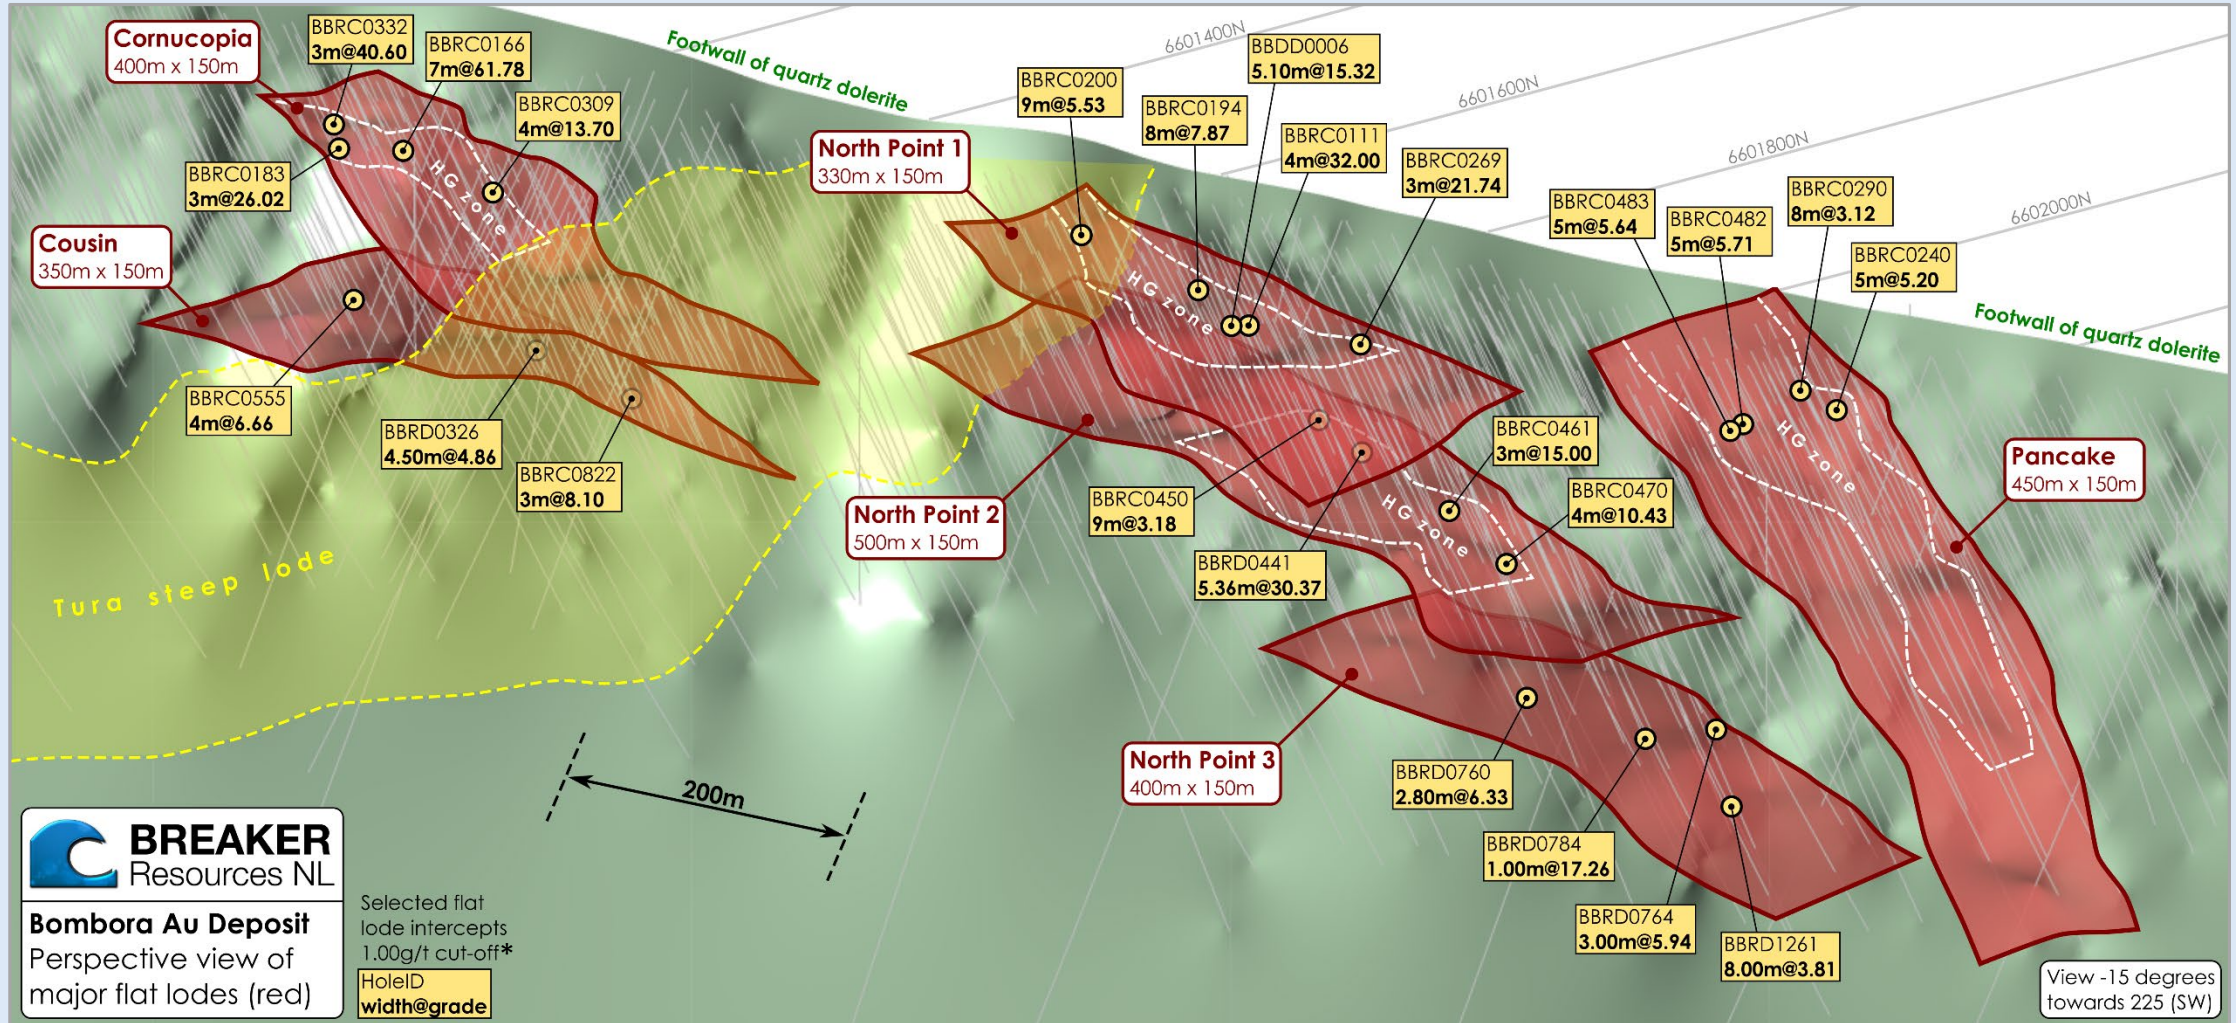 Cornucopia
400m x 150m
BBRC0332
3m@40.60
BBRC0166
7m@61.78
BBRC0309
4m@13.70
BBRC0183
3m@26.02
HG zone
Cousin
350m x 150m
BBRC0555
4m@6.66
BBRD0326
4.50m@4.86
BBRC0822
3m@8.10
Tura steep lode
Footwall of quartz dolerite
6601400N
6601600N
6601800N
6602000N
North Point 1
330m x 150m
BBRC0200
9m@5.53
BBRC0194
8m@7.87
BBDD0006
5.10m@15.32
BBRC0111
4m@32.00
BBRC0269
3m@21.74
HG zone
North Point 2
500m x 150m
BBRC0450
9m@3.18
BBRD0441
5.36m@30.37
BBRC0461
3m@15.00
BBRC0470
4m@10.43
HG zone
BBRC0483
5m@5.64
BBRC0482
5m@5.71
BBRC0290
8m@3.12
BBRC0240
5m@5.20
HG zone
Footwall of quartz dolerite
Pancake
450m x 150m
North Point 3
400m x 150m
BBRD0760
2.80m@6.33
BBRD0784
1.00m@17.26
BBRD0764
3.00m@5.94
BBRD1261
8.00m@3.81
200m
BREAKER
Resources NL
Bombora Au Deposit
Perspective view of
major flat lodes (red)
Selected flat
lode intercepts
1.00g/t cut-off*
HoleID
width@grade
View -15 degrees
towards 225 (SW)